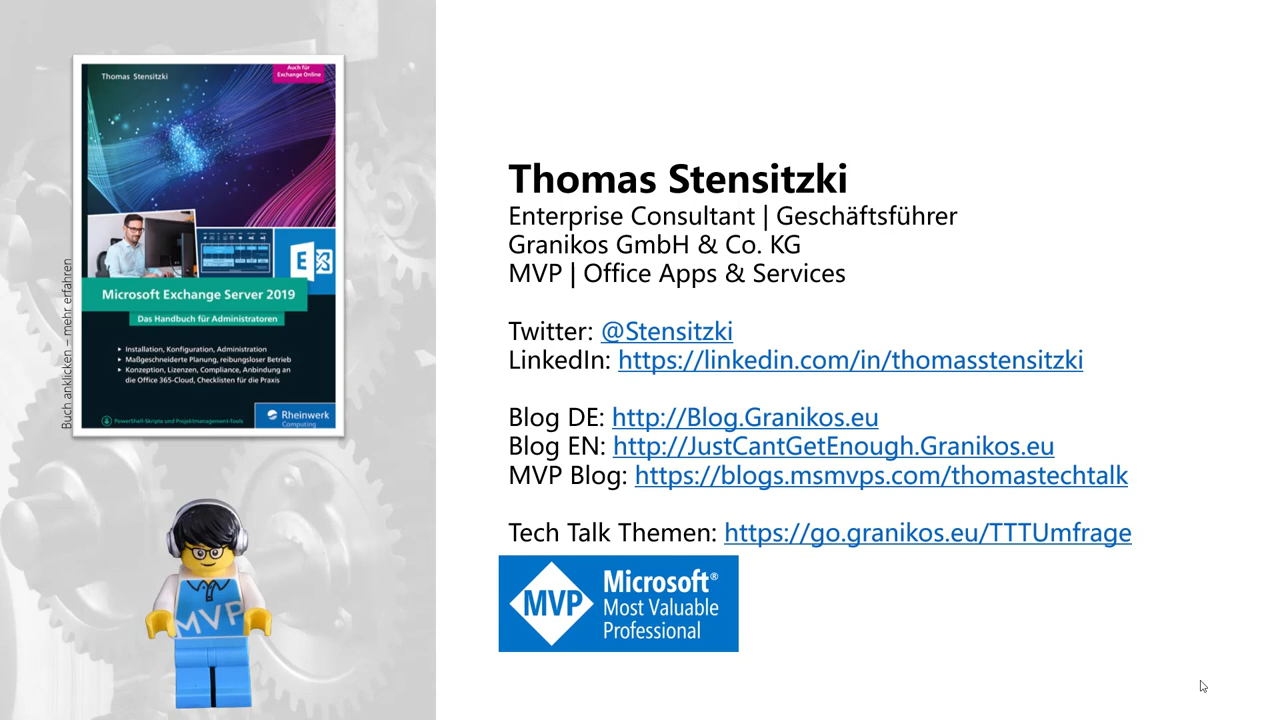 Thomas Stensitzki
Auch für
Exchange Online
E
Microsoft Exchange Server 2019
Das Handbuch für Administratoren
Installation, Konfiguration, Administration
Maßgeschneiderte Planung, reibungsloser Betrieb
Konzeption, Lizenzen, Compliance, Anbindung an
die Office 365-Cloud, Checklisten für die Praxis
PowerShell-Skripte und Projektmanagement-Tools
Rheinwerk
Computing
Buch anklicken – mehr erfahren
MVP
Thomas Stensitzki
Enterprise Consultant | Geschäftsführer
Granikos GmbH & Co. KG
MVP | Office Apps & Services
Twitter: @Stensitzki
LinkedIn: https://linkedin.com/in/thomasstensitzki
Blog DE: http://Blog.Granikos.eu
Blog EN: http://JustCantGetEnough.Granikos.eu
MVP Blog: https://blogs.msmvps.com/thomastechtalk
Tech Talk Themen: https://go.granikos.eu/TTTUmfrage
MVP
Microsoft®
Most Valuable
Professional